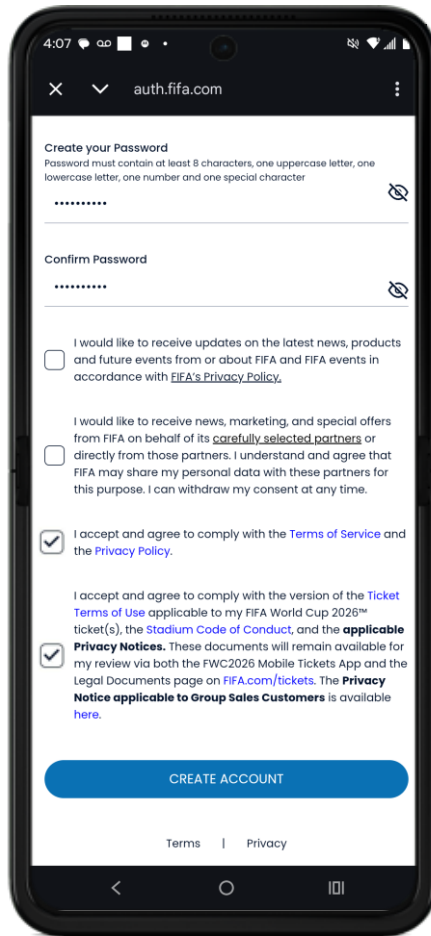 4:07
auth.fifa.com
Create your Password
Password must contain at least 8 characters, one uppercase letter, one
lowercase letter, one number and one special character
••••••••••
Confirm Password
••••••••••
I would like to receive updates on the latest news, products
and future events from or about FIFA and FIFA events in
accordance with FIFA's Privacy Policy.
I would like to receive news, marketing, and special offers
from FIFA on behalf of its carefully selected partners or
directly from those partners. I understand and agree that
FIFA may share my personal data with these partners for
this purpose. I can withdraw my consent at any time.
I accept and agree to comply with the Terms of Service and
the Privacy Policy.
I accept and agree to comply with the version of the Ticket
Terms of Use applicable to my FIFA World Cup 2026™
ticket(s), the Stadium Code of Conduct, and the applicable
Privacy Notices. These documents will remain available for
my review via both the FWC2026 Mobile Tickets App and the
Legal Documents page on FIFA.com/tickets. The Privacy
Notice applicable to Group Sales Customers is available
here.
CREATE ACCOUNT
Terms | Privacy